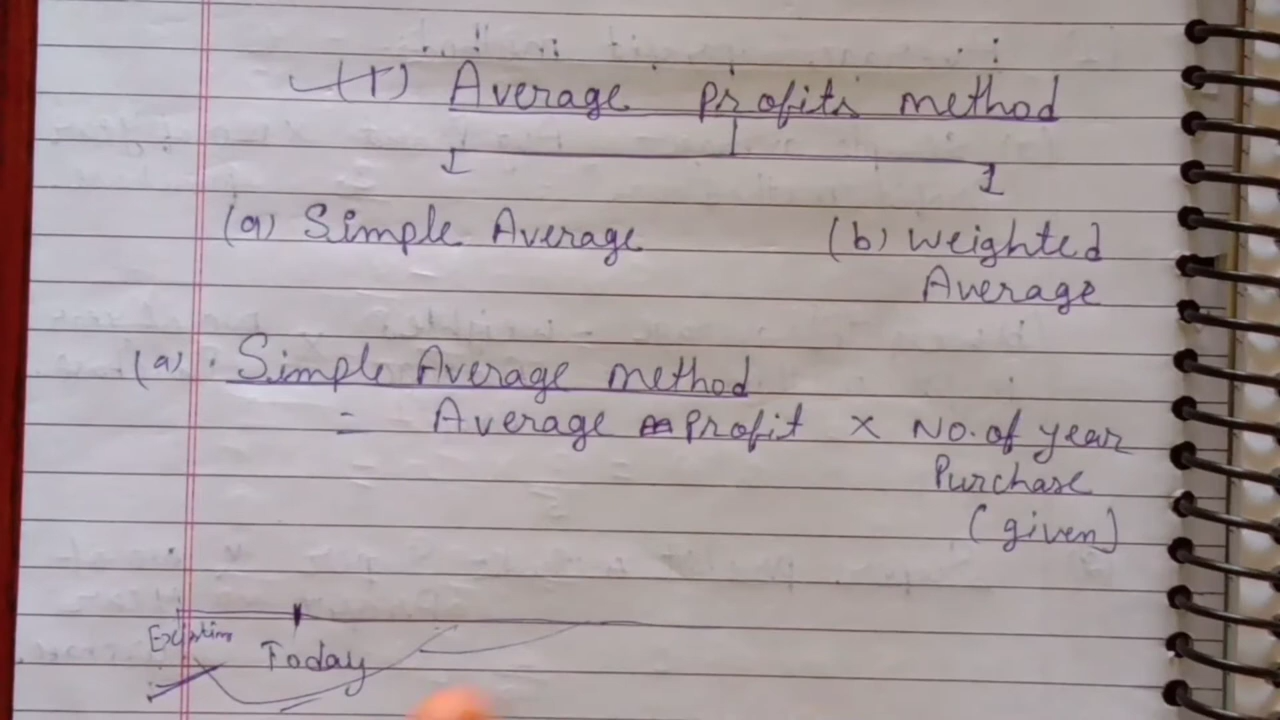 (1) Average profits method
(a) Simple Average (b) Weighted
Average
(a) Simple Average method
= Average Profit × No. of year
Purchase
(given)
Existing
Today